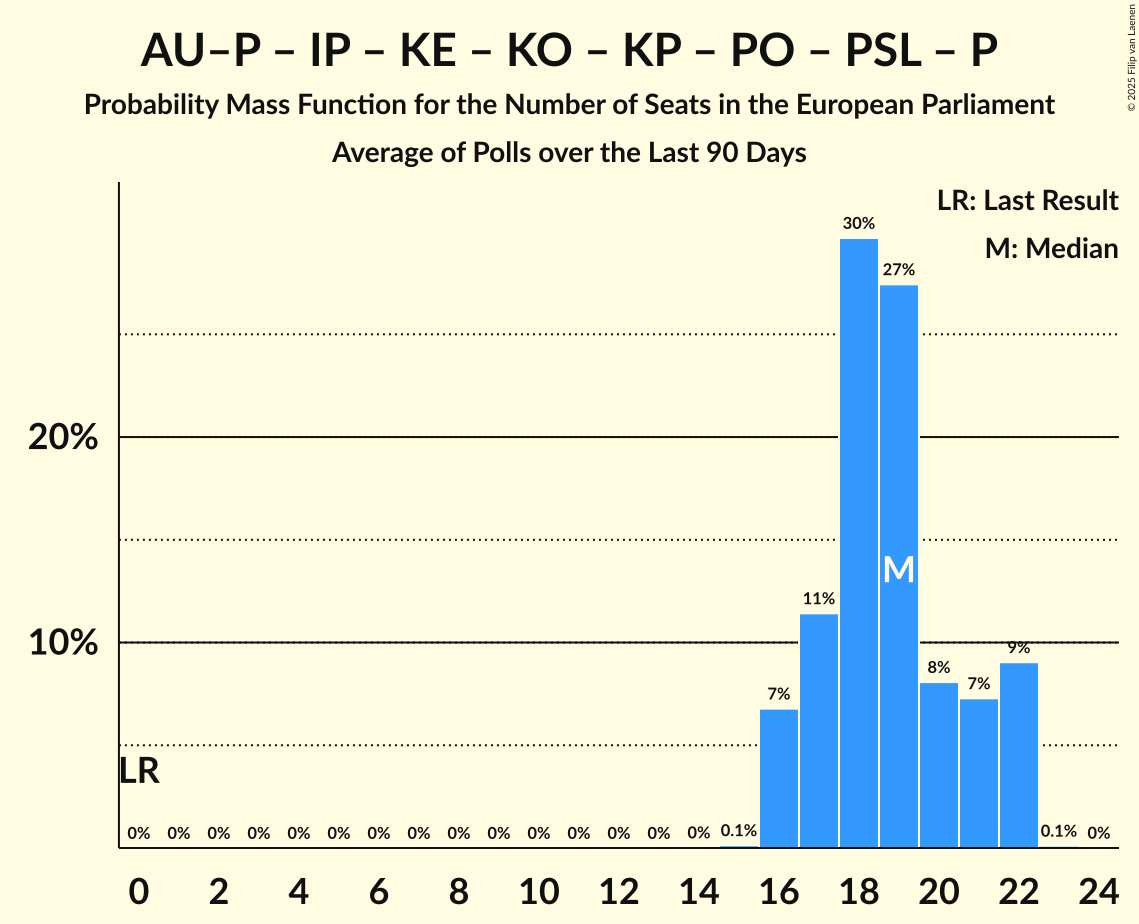 AU–P – IP – KE – KO – KP – PO – PSL – P
Probability Mass Function for the Number of Seats in the European Parliament
Average of Polls over the Last 90 Days
© 2025 Filip van Laenen
LR: Last Result
M: Median
30%
27%
20%
M
11%
10%
9%
8%
7%
7%
LR
0% 0% 0% 0% 0% 0% 0% 0% 0% 0% 0% 0% 0% 0% 0% 0.1% 0.1% 0%
0 2 4 6 8 10 12 14 16 18 20 22 24